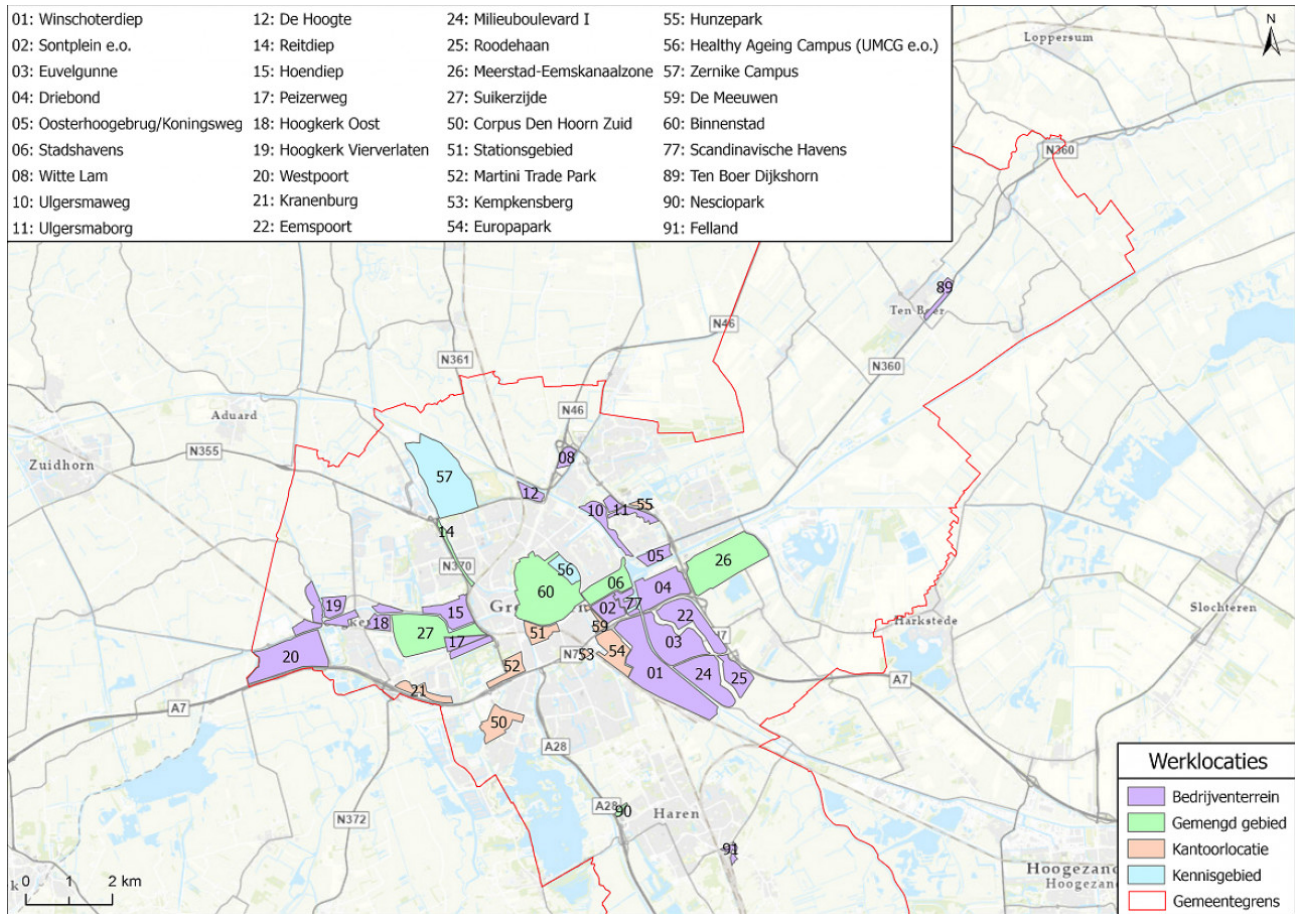 01: Winschoterdiep
02: Sontplein e.o.
03: Euvelgunne
04: Driebond
05: Oosterhoogebrug/Koningsweg
06: Stadshavens
08: Witte Lam
10: Ulgersmaweg
11: Ulgersmaborg
12: De Hoogte
14: Reitdiep
15: Hoendiep
17: Peizerweg
18: Hoogkerk Oost
19: Hoogkerk Vierverlaten
20: Westpoort
21: Kranenburg
22: Eemspoort
24: Milieuboulevard I
25: Roodehaan
26: Meerstad-Eemskanaalzone
27: Suikerzijde
50: Corpus Den Hoorn Zuid
51: Stationsgebied
52: Martini Trade Park
53: Kempkensberg
54: Europapark
55: Hunzepark
56: Healthy Ageing Campus (UMCG e.o.)
57: Zernike Campus
59: De Meeuwen
60: Binnenstad
77: Scandinavische Havens
89: Ten Boer Dijkshorn
90: Nesciopark
91: Felland
N
Loppersum
N360
89
Ten Boer
N46
N361
N360
Aduard
N46
N355
Zuidhorn
08
57
12
55
10
11
14
05
26
N370
56
06
04
60
77
02
22
19
15
59
18
27
51
17
03
Harkstede
Slochteren
20
52
53
54
01
24
25
A7
21
A7
50
A28
Werklocaties
Bedrijventerrein
Gemengd gebied
Kantoorlocatie
Kennisgebied
Gemeentegrens
A28
90
Haren
N372
91
Hoogezand
0 1 2 km